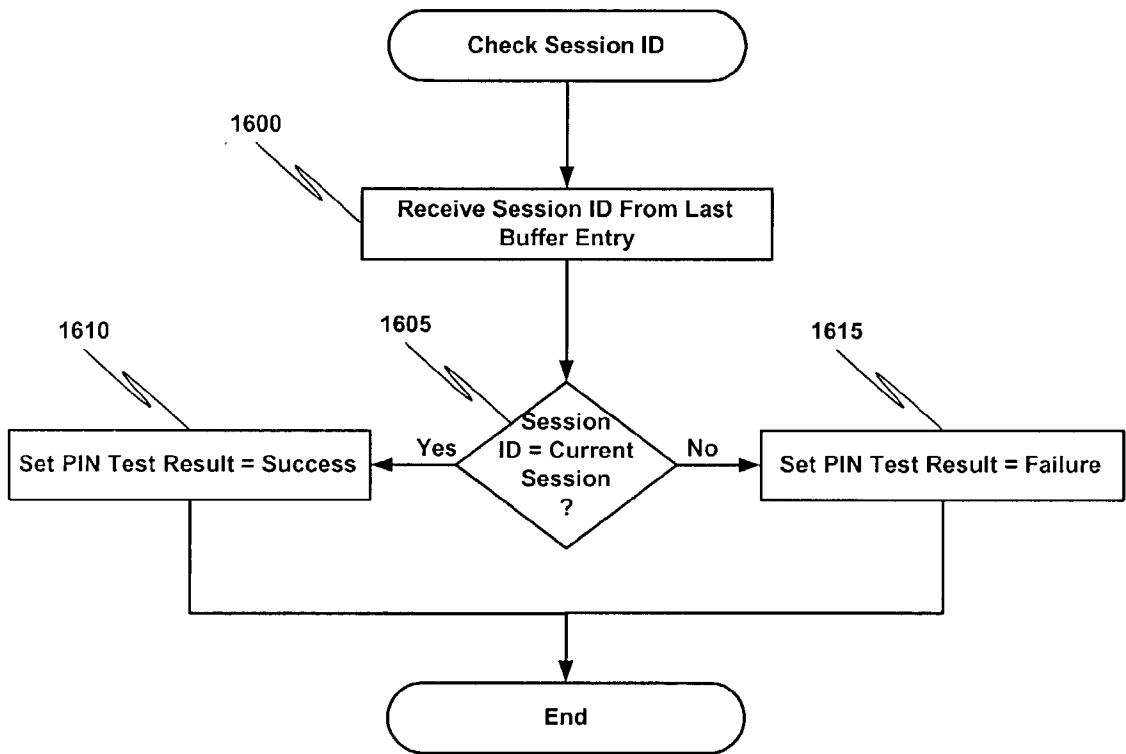 Check Session ID
1600
Receive Session ID From Last
Buffer Entry
1610
1605
1615
Session
ID = Current
Session
?
Yes
No
Set PIN Test Result = Success
Set PIN Test Result = Failure
End